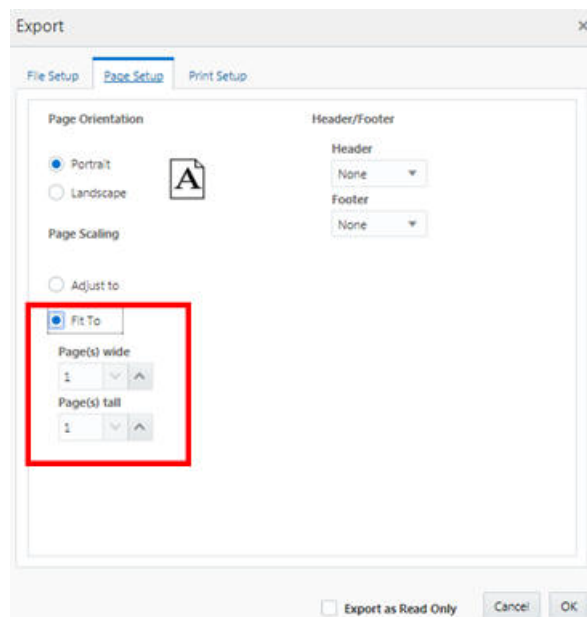 Export
File Setup Page Setup Print Setup
Page Orientation
Portrait
Landscape
A
Page Scaling
Adjust to
Fit To
Page(s) wide
1
Page(s) tall
1
Header/Footer
Header
None
Footer
None
Export as Read Only Cancel OK